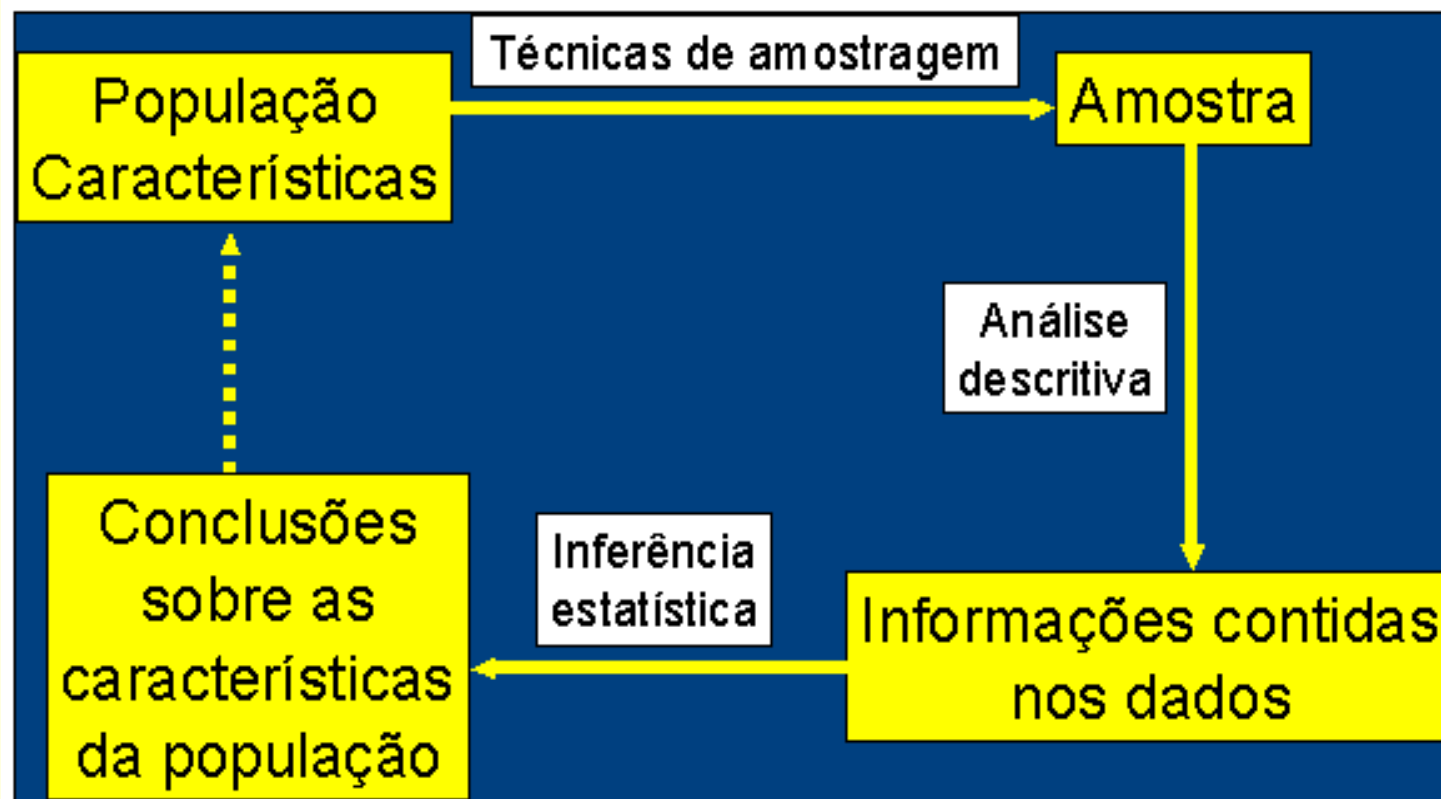 Técnicas de amostragem
População
Características
Amostra
Análise
descritiva
Informações contidas
nos dados
Inferência
estatística
Conclusões
sobre as
características
da população